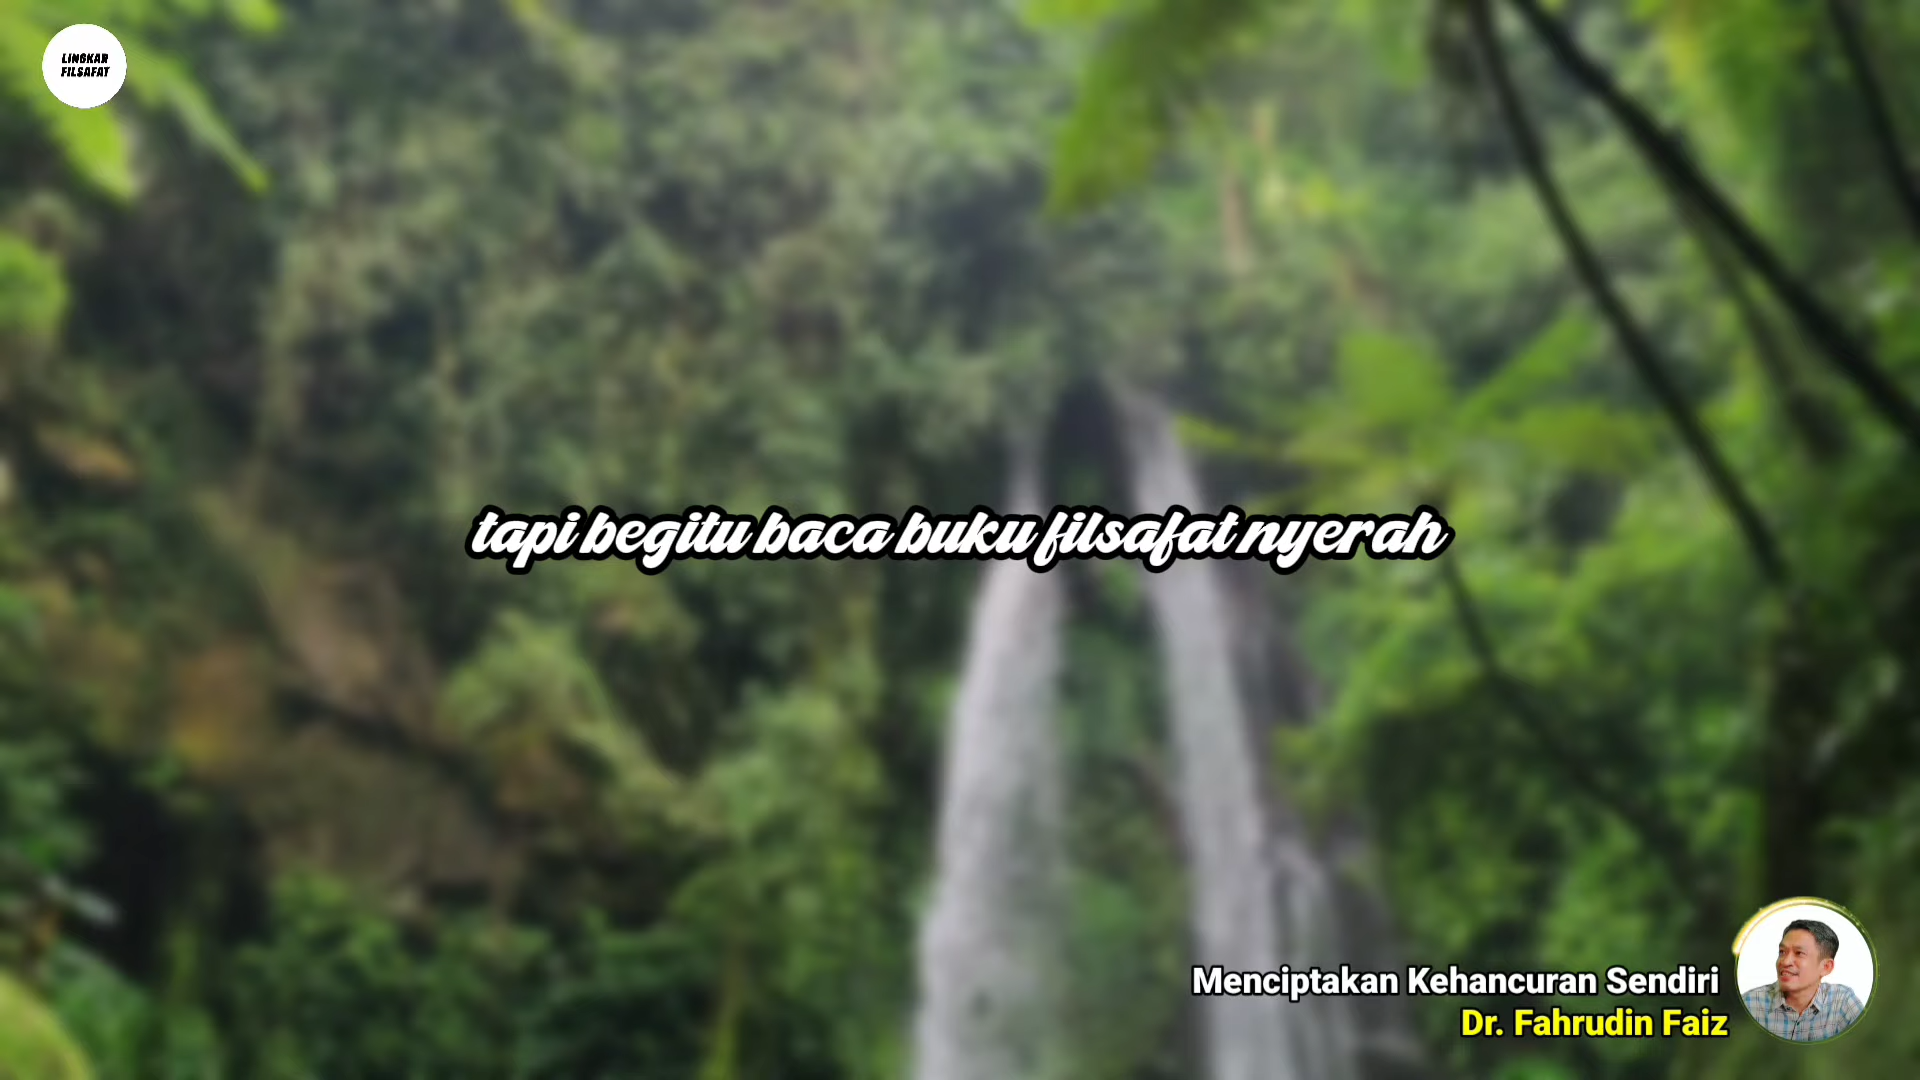 LINGKAR
FILSAFAT
tapi begitu baca buku filsafat nyerah
Menciptakan Kehancuran Sendiri
Dr. Fahrudin Faiz